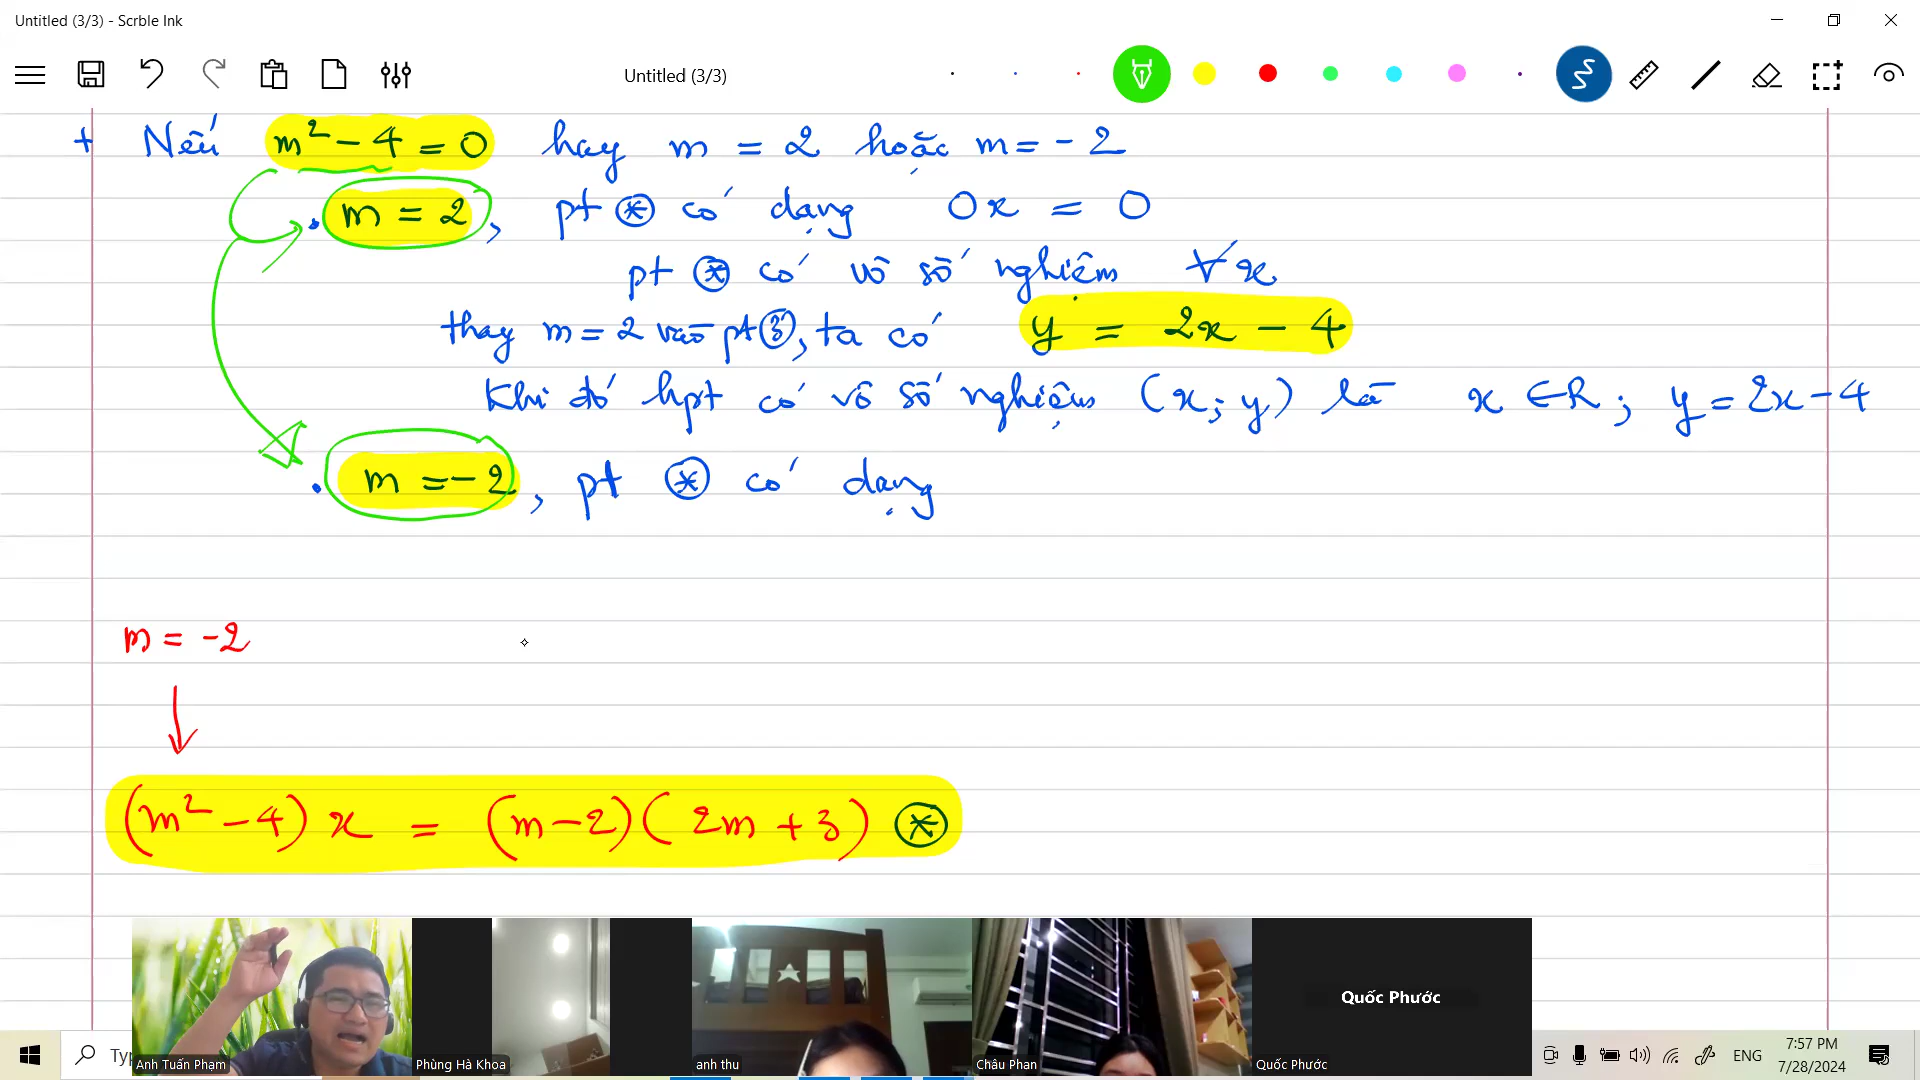 Untitled (3/3) - Scrble Ink
Untitled (3/3)
+ Nếu m² - 4 = 0 hay m = 2 hoặc m = - 2
. m = 2, pt ⊛ có dạng 0x = 0
pt ⊛ có vô số nghiệm ∀x
thay m = 2 vào pt ③, ta có y = 2x - 4
Khi đó hpt có vô số nghiệm (x; y) là x ∈ R; y = 2x - 4
. m = - 2, pt ⊛ có dạng
m = -2
(m² - 4) x = (m - 2)( 2m + 3) ⊛
Quốc Phước
Anh Tuấn Phạm
Phùng Hà Khoa
anh thu
Châu Phan
Quốc Phước
Ty
ENG
7:57 PM
7/28/2024